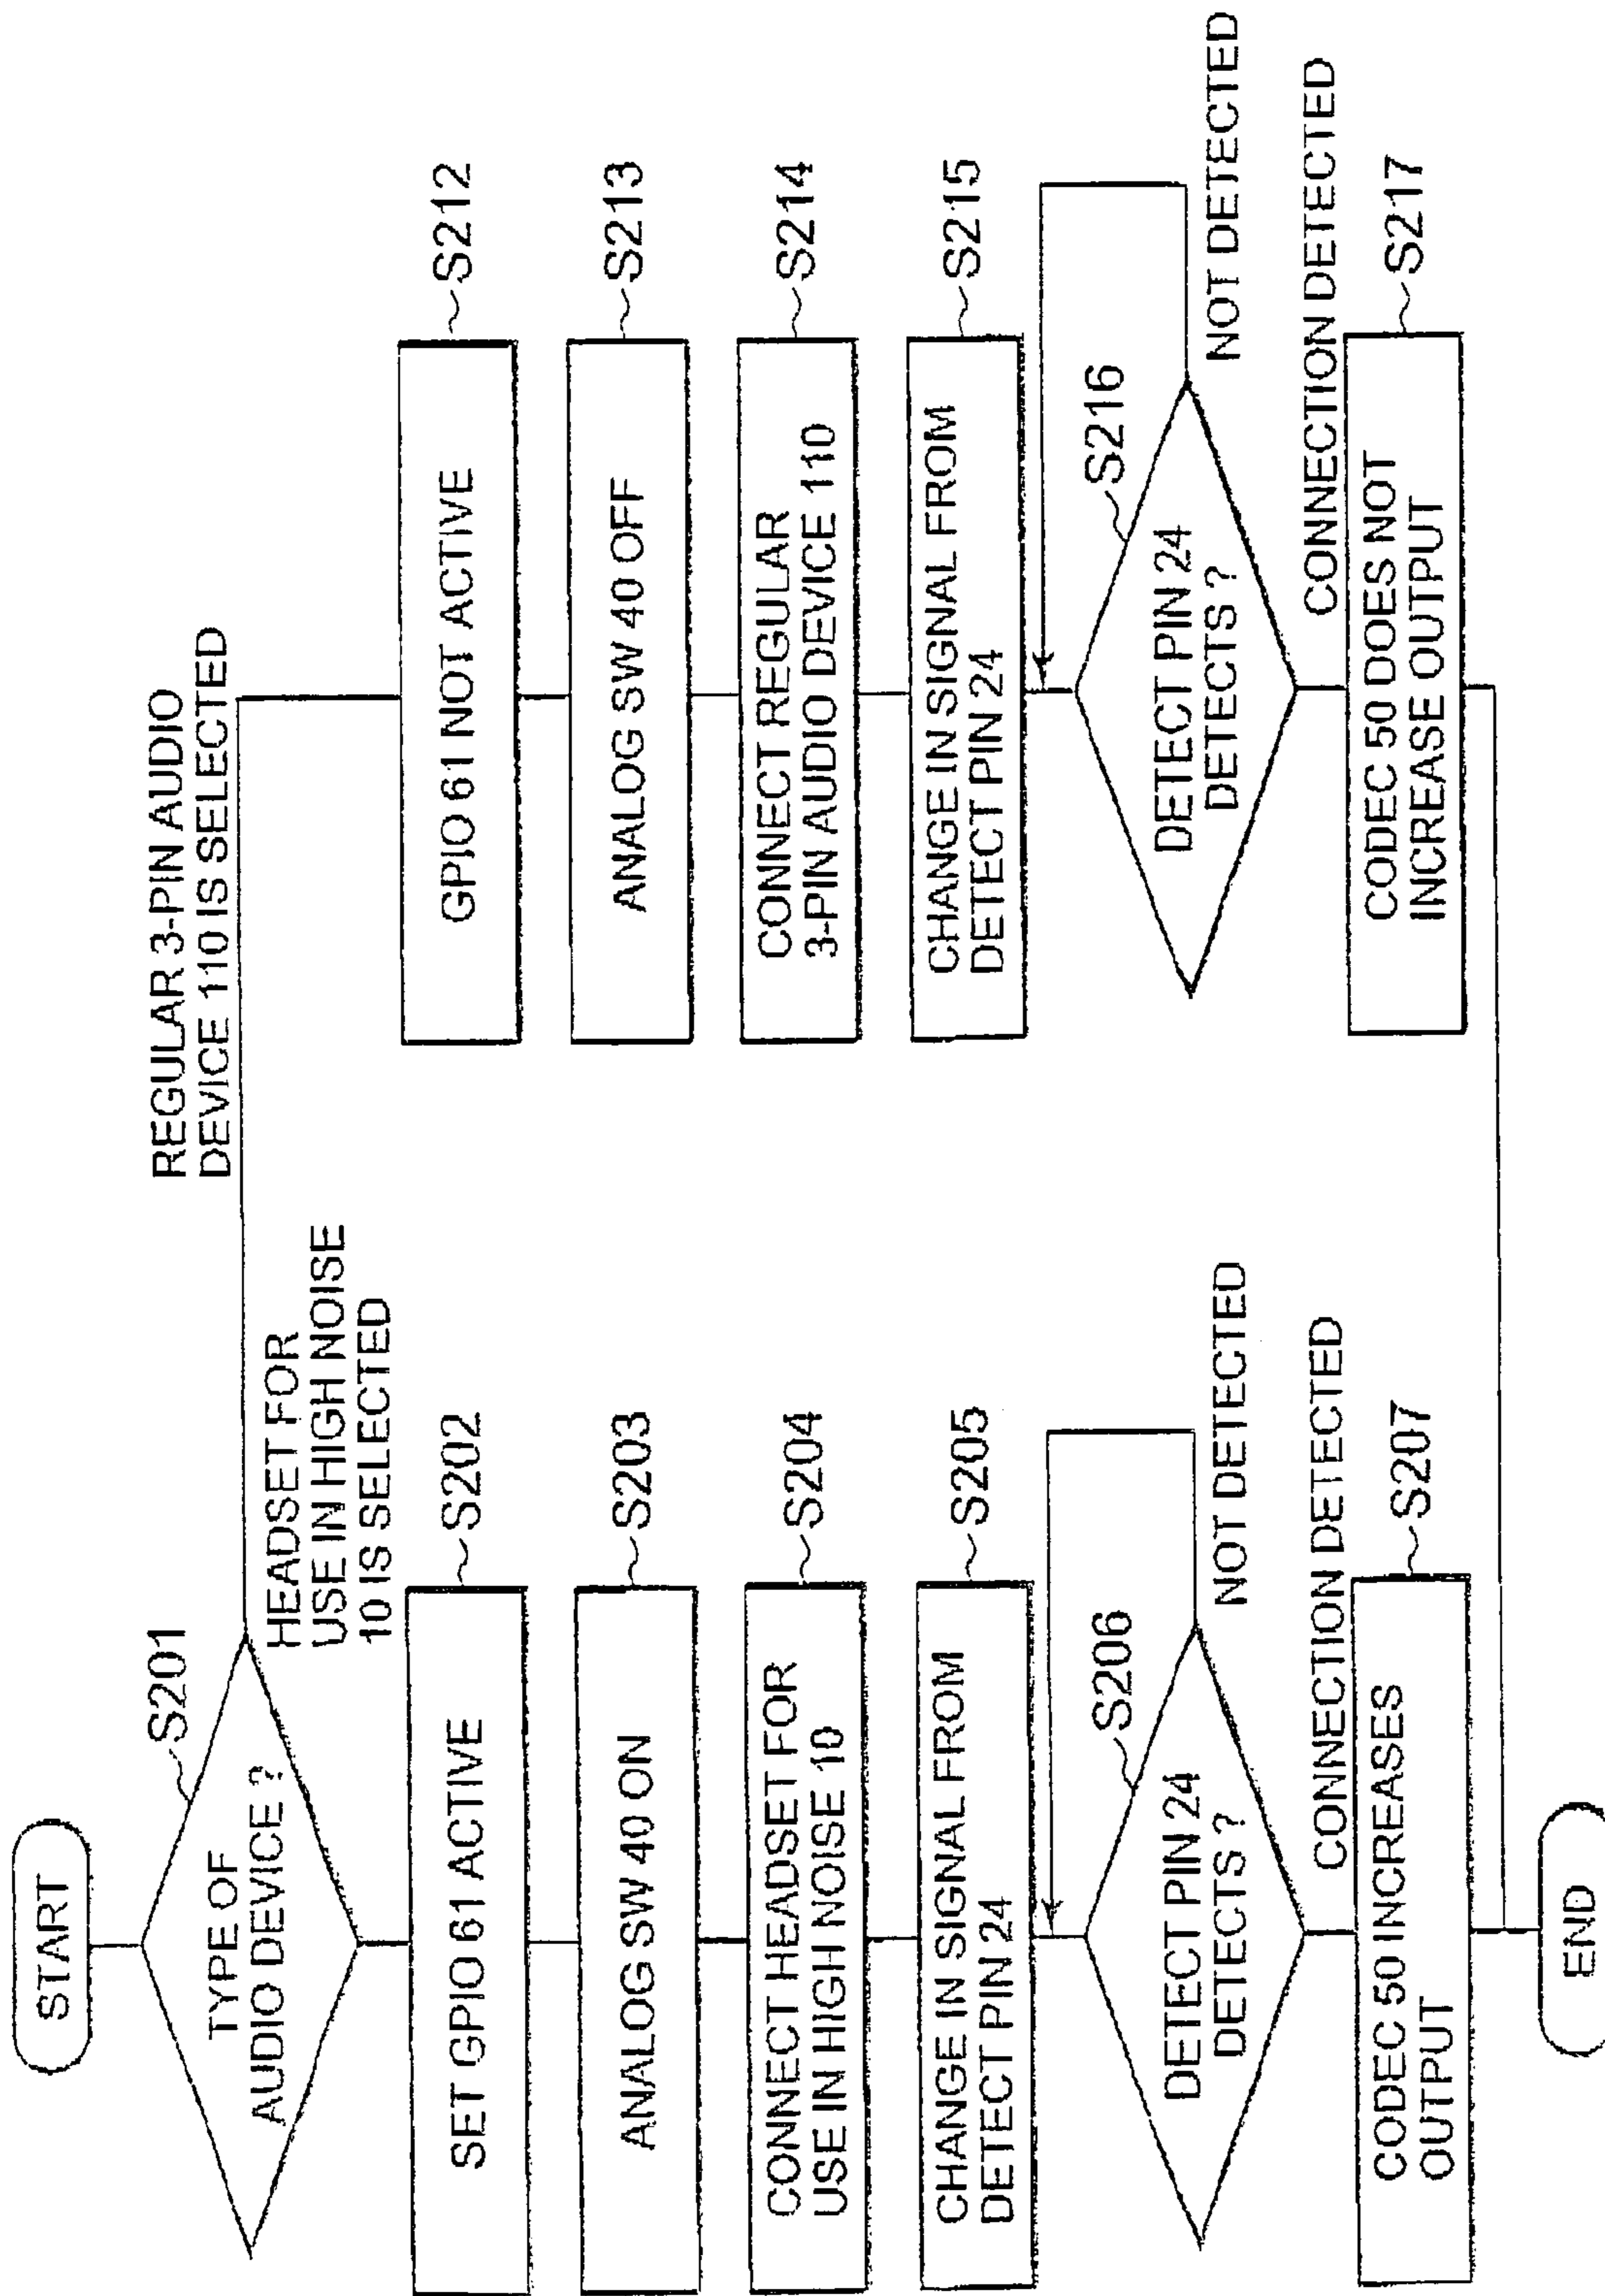 START
TYPE OF
AUDIO DEVICE ?
S201
REGULAR 3-PIN AUDIO
DEVICE 110 IS SELECTED
HEADSET FOR
USE IN HIGH NOISE
10 IS SELECTED
SET GPIO 61 ACTIVE
S202
ANALOG SW 40 ON
S203
CONNECT HEADSET FOR
USE IN HIGH NOISE 10
S204
CHANGE IN SIGNAL FROM
DETECT PIN 24
S205
DETECT PIN 24
DETECTS ?
S206
NOT DETECTED
CONNECTION DETECTED
CODEC 50 INCREASES
OUTPUT
S207
GPIO 61 NOT ACTIVE
S212
ANALOG SW 40 OFF
S213
CONNECT REGULAR
3-PIN AUDIO DEVICE 110
S214
CHANGE IN SIGNAL FROM
DETECT PIN 24
S215
DETECT PIN 24
DETECTS ?
S216
NOT DETECTED
CONNECTION DETECTED
CODEC 50 DOES NOT
INCREASE OUTPUT
S217
END